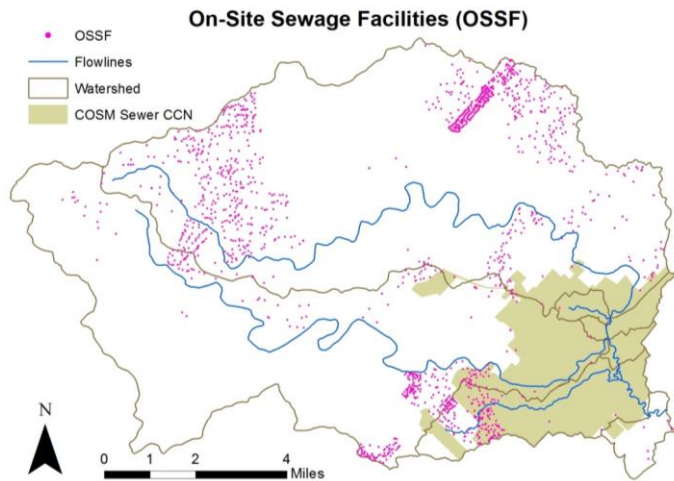 On-Site Sewage Facilities (OSSF)
OSSF
Flowlines
Watershed
COSM Sewer CCN
N
0 1 2 4
Miles